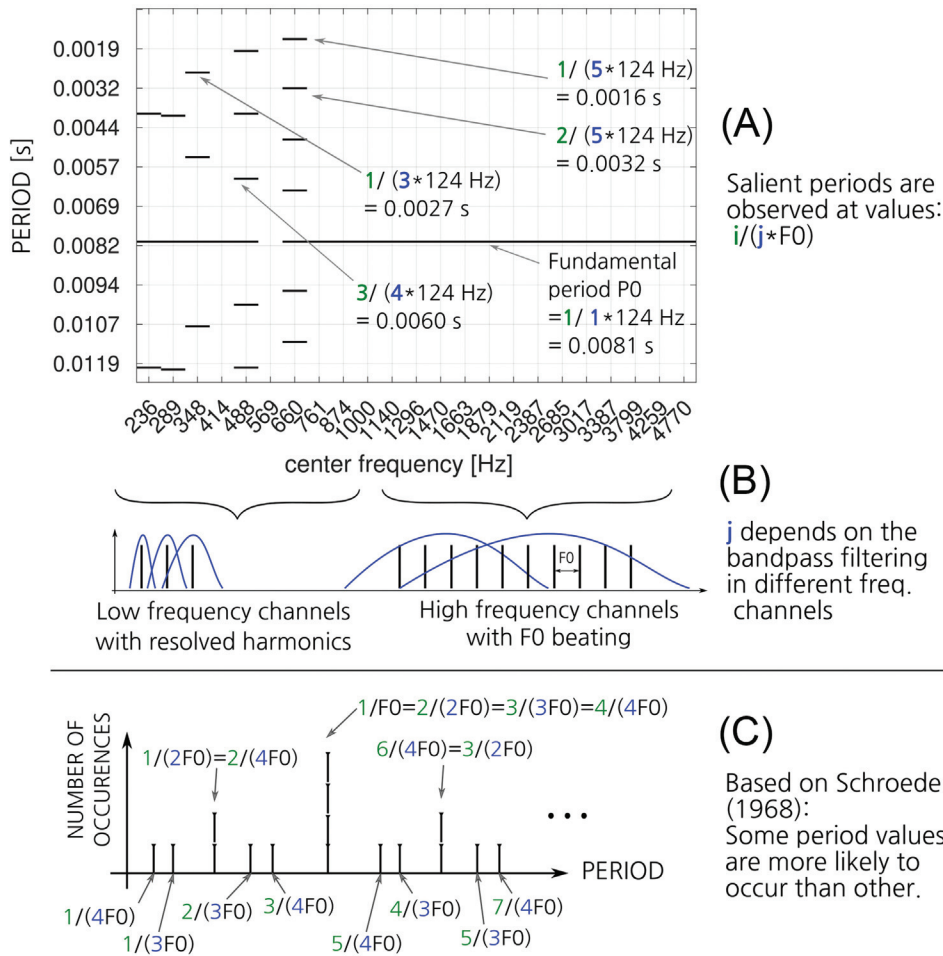 0.0019
0.0032
0.0044
0.0057
0.0069
0.0082
0.0094
0.0107
0.0119
PERIOD [s]
1/ (5*124 Hz)
= 0.0016 s
2/ (5*124 Hz)
= 0.0032 s
1/ (3*124 Hz)
= 0.0027 s
3/ (4*124 Hz)
= 0.0060 s
Fundamental
period P0
=1/ 1*124 Hz
= 0.0081 s
236
289
348
414
488
569
660
761
874
1000
1140
1296
1470
1663
1879
2119
2387
2685
3017
3387
3799
4259
4770
center frequency [Hz]
(A)
Salient periods are
observed at values:
i/(j*F0)
(B)
j depends on the
bandpass filtering
in different freq.
channels
F0
Low frequency channels
with resolved harmonics
High frequency channels
with F0 beating
(C)
Based on Schroede
(1968):
Some period values
are more likely to
occur than other.
NUMBER OF
OCCURENCES
1/F0=2/(2F0)=3/(3F0)=4/(4F0)
1/(2F0)=2/(4F0)
6/(4F0)=3/(2F0)
...
PERIOD
1/(4F0)
1/(3F0)
2/(3F0)
3/(4F0)
5/(4F0)
4/(3F0)
5/(3F0)
7/(4F0)